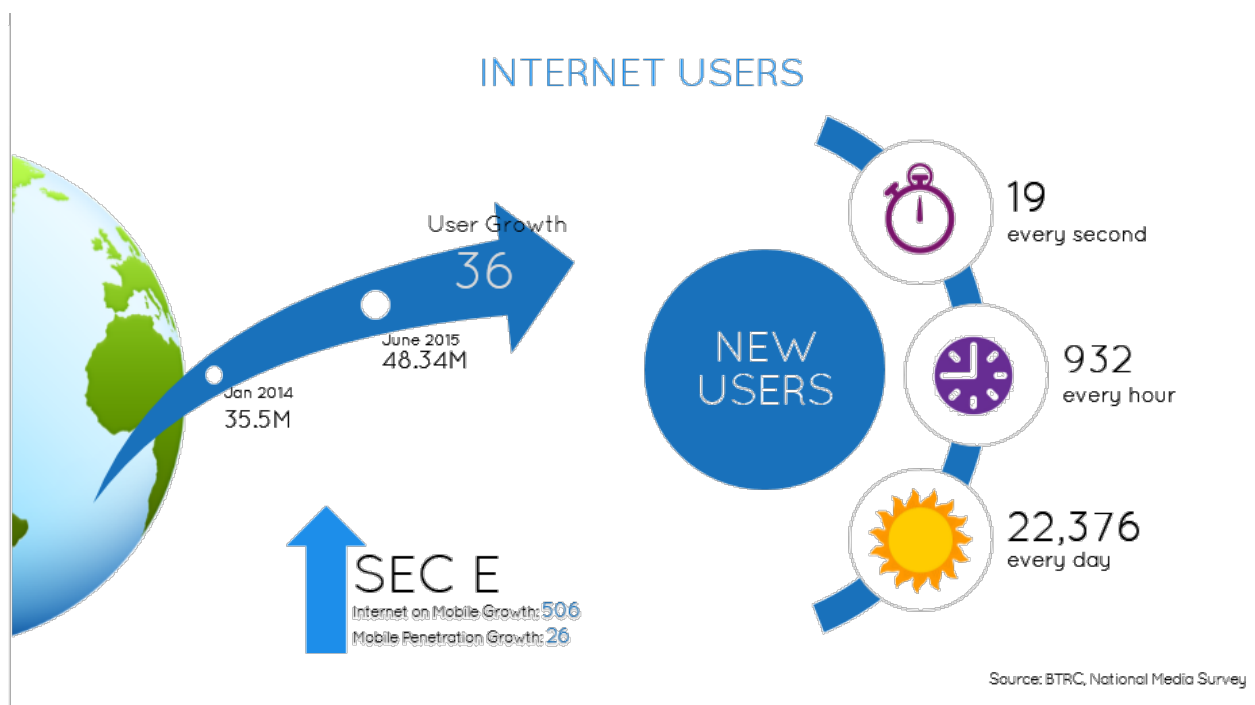 INTERNET USERS
User Growth
36
June 2015
48.34M
Jan 2014
35.5M
SEC E
Internet on Mobile Growth: 506
Mobile Penetration Growth: 26
NEW
USERS
19
every second
932
every hour
22,376
every day
Source: BTRC, National Media Survey